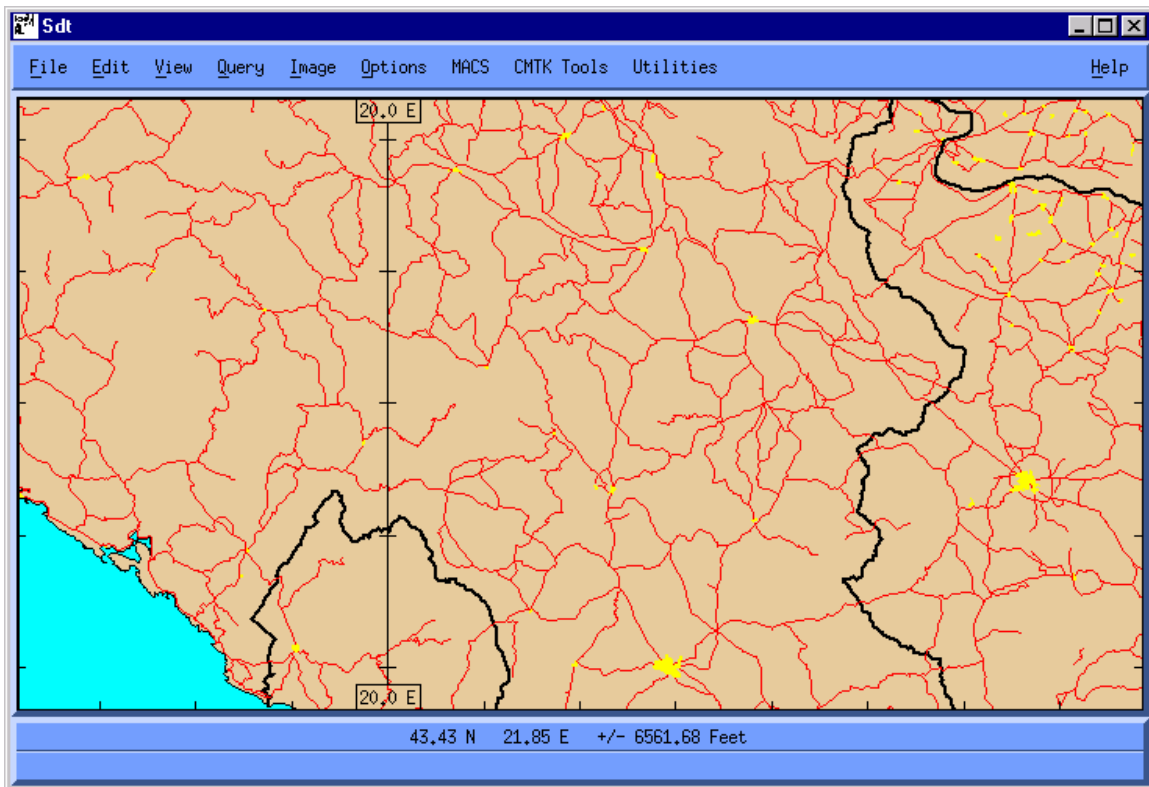 Sdt
File Edit View Query Image Options MACS CMTK Tools Utilities Help
20.0 E
20.0 E
43.43 N 21.85 E +/- 6561.68 Feet